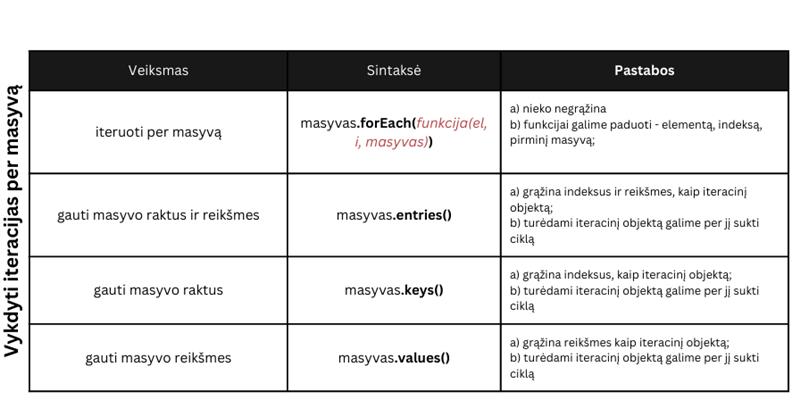 Vykdyti iteracijas per masyvą
Veiksmas
Sintaksė
Pastabos
iteruoti per masyvą
masyvas.forEach(funkcija(el,
i, masyvas))
a) nieko negrąžina
b) funkcijai galime paduoti - elementą, indeksą,
pirminį masyvą;
gauti masyvo raktus ir reikšmes
masyvas.entries()
a) grąžina indeksus ir reikšmes, kaip iteracinį
objektą;
b) turėdami iteracinį objektą galime per jį sukti
ciklą
gauti masyvo raktus
masyvas.keys()
a) grąžina indeksus, kaip iteracinį objektą;
b) turėdami iteracinį objektą galime per jį sukti
ciklą
gauti masyvo reikšmes
masyvas.values()
a) grąžina reikšmes kaip iteracinį objektą;
b) turėdami iteracinį objektą galime per jį sukti
ciklą